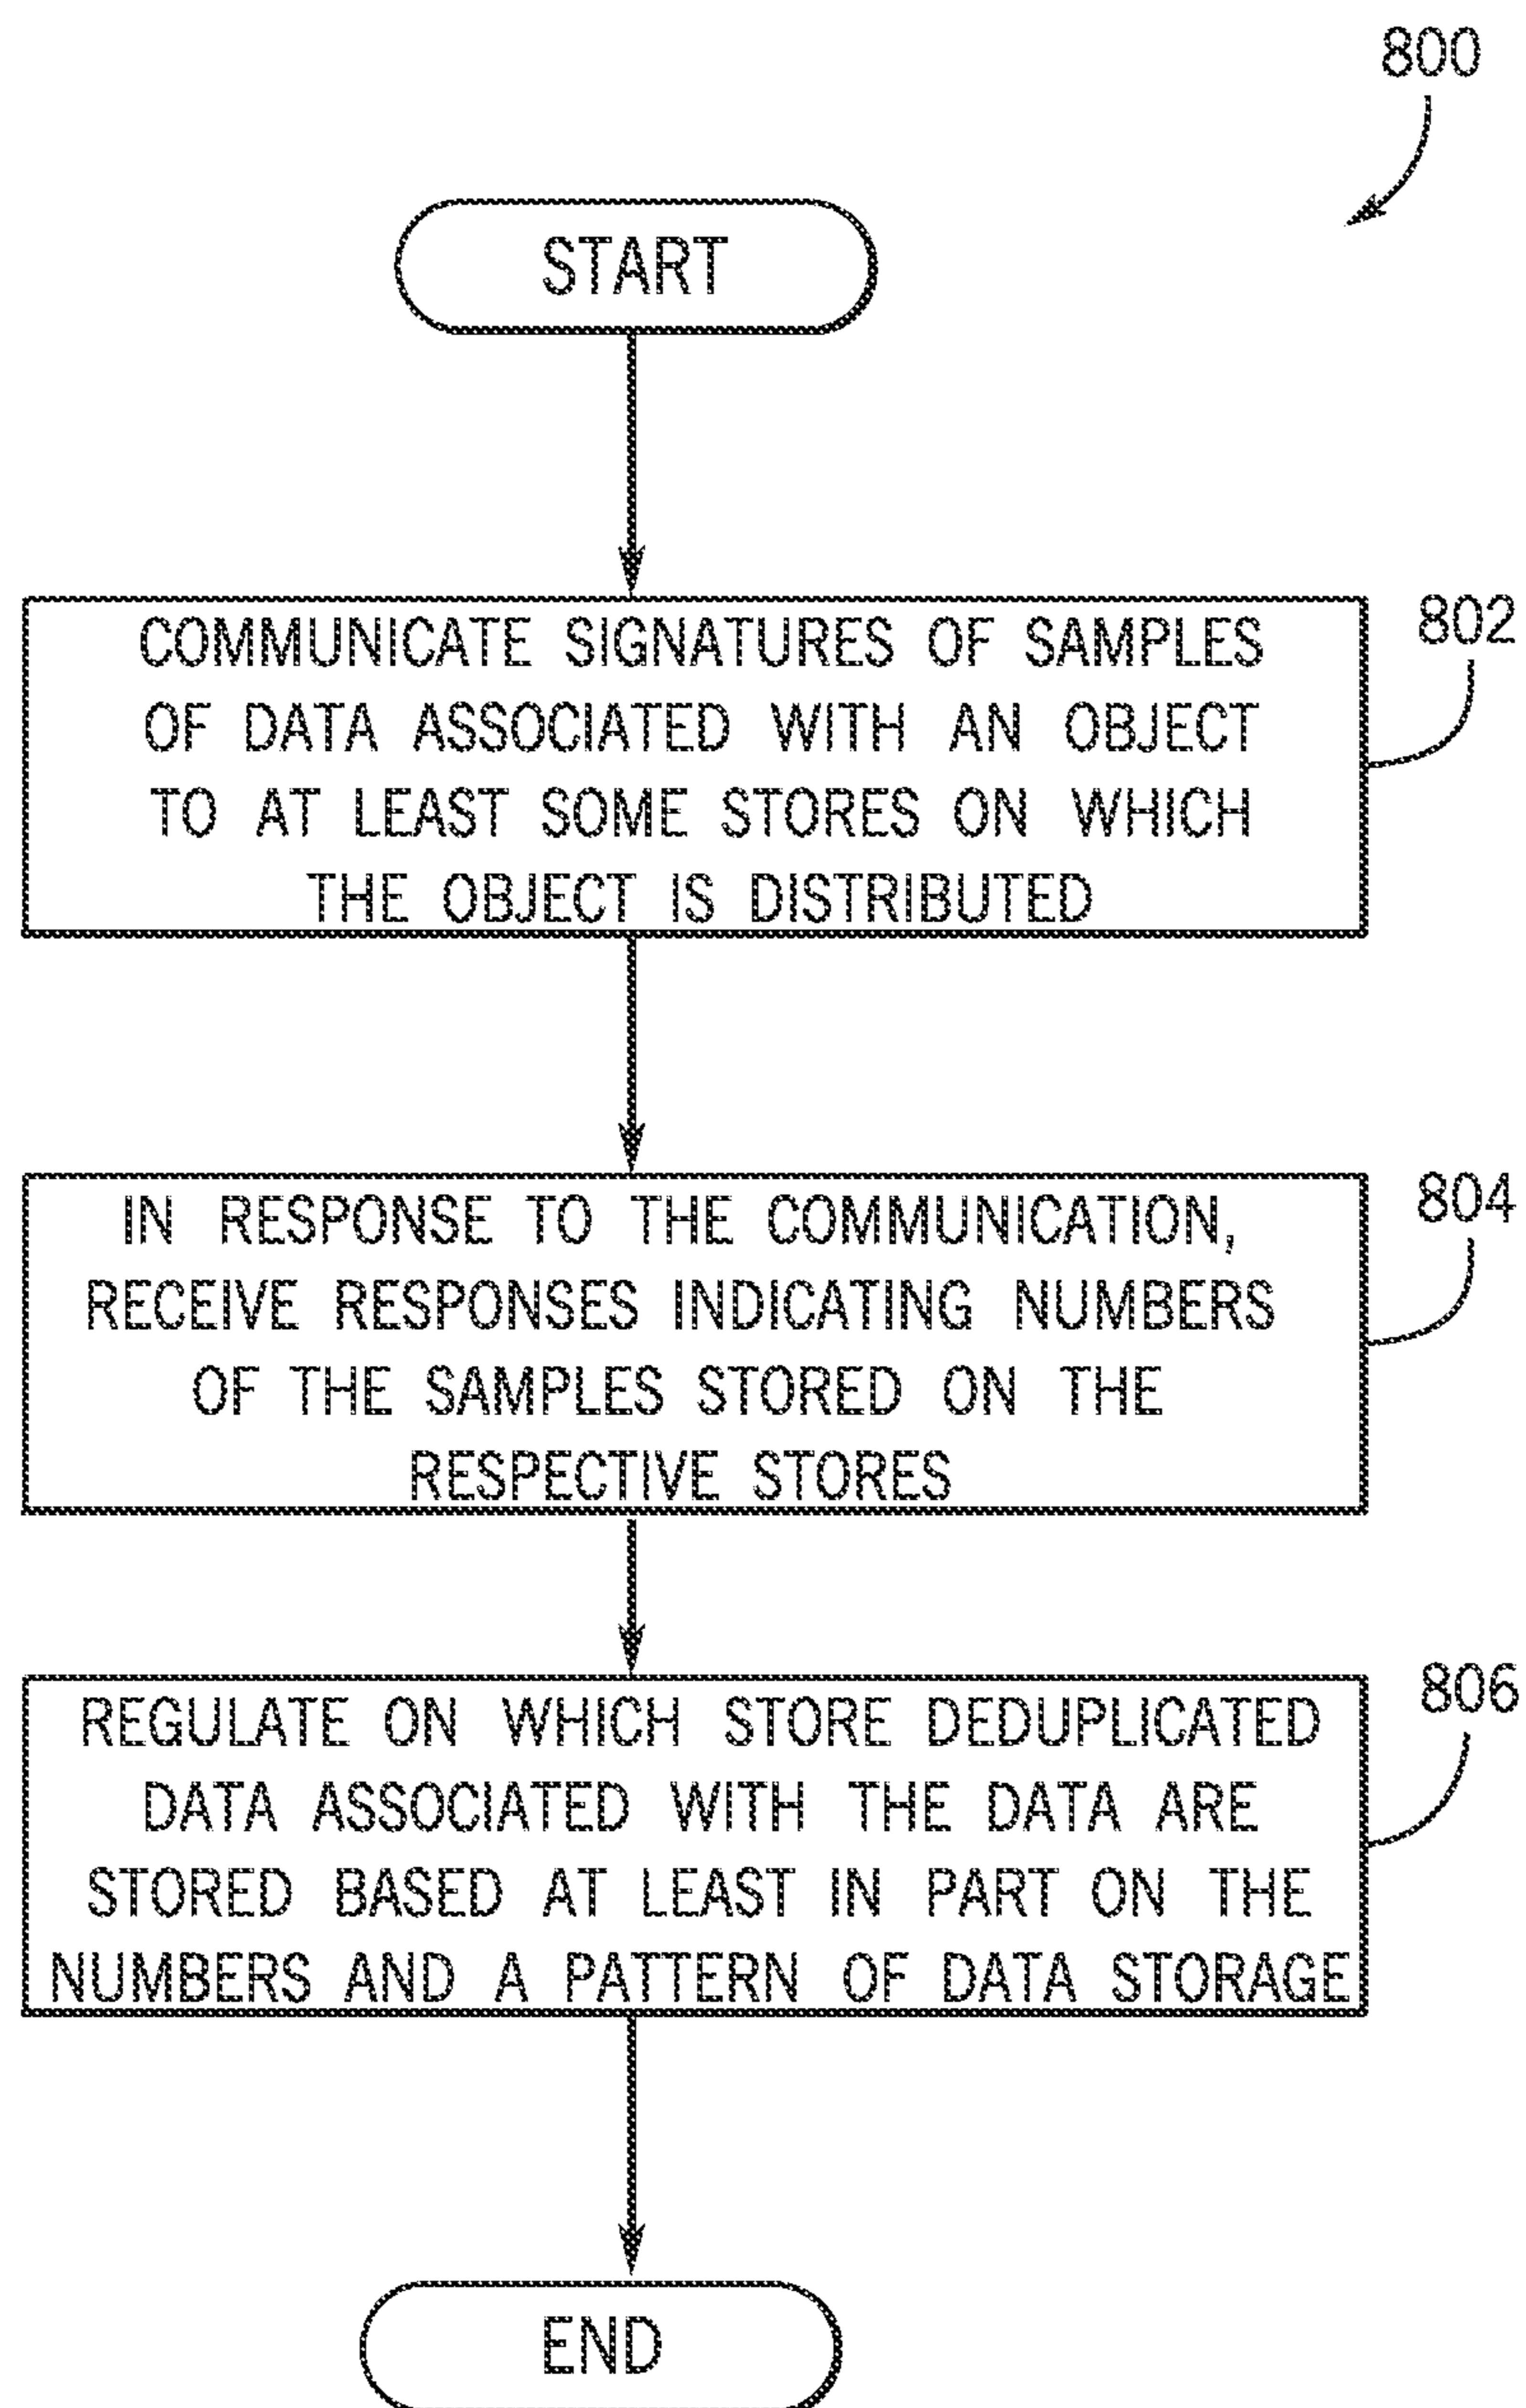 800
START
COMMUNICATE SIGNATURES OF SAMPLES
OF DATA ASSOCIATED WITH AN OBJECT
TO AT LEAST SOME STORES ON WHICH
THE OBJECT IS DISTRIBUTED
802
IN RESPONSE TO THE COMMUNICATION,
RECEIVE RESPONSES INDICATING NUMBERS
OF THE SAMPLES STORED ON THE
RESPECTIVE STORES
804
REGULATE ON WHICH STORE DEDUPLICATED
DATA ASSOCIATED WITH THE DATA ARE
STORED BASED AT LEAST IN PART ON THE
NUMBERS AND A PATTERN OF DATA STORAGE
806
END